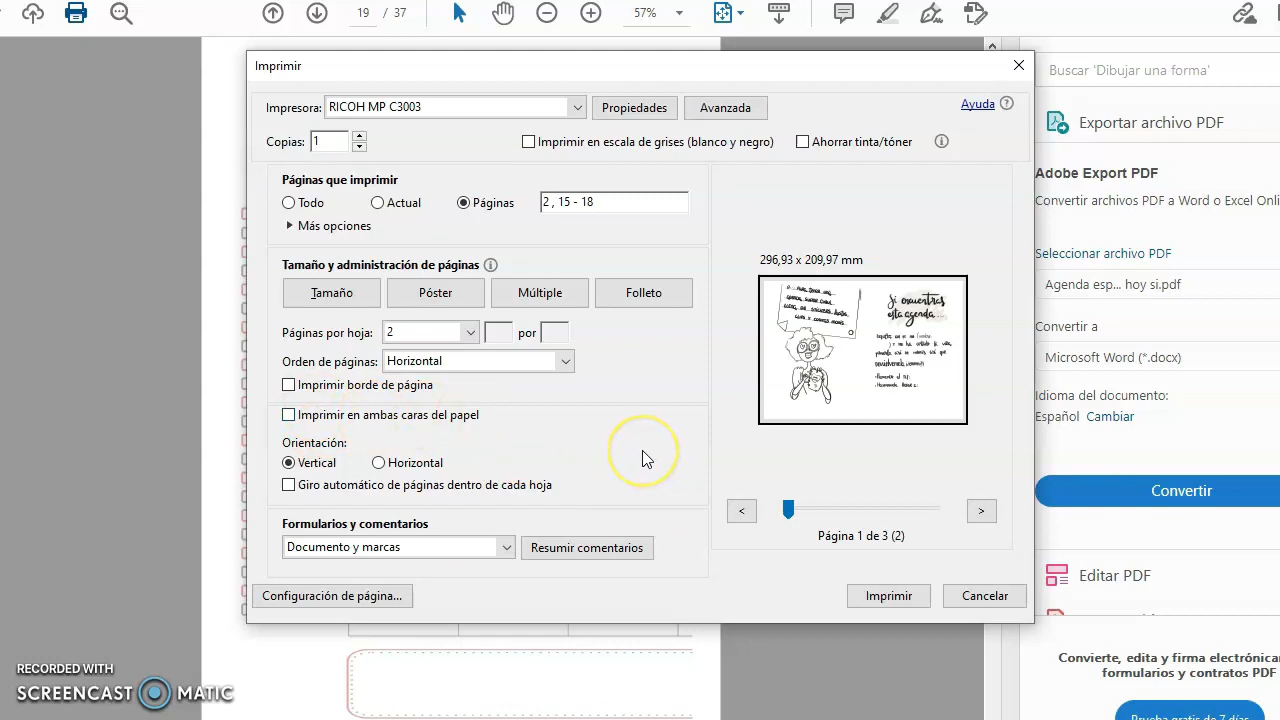 19 / 37
57%
Imprimir
Impresora: RICOH MP C3003 Propiedades Avanzada Ayuda
Copias: 1 Imprimir en escala de grises (blanco y negro) Ahorrar tinta/tóner
Páginas que imprimir
Todo Actual Páginas 2 , 15 - 18
Más opciones
Tamaño y administración de páginas
Tamaño Póster Múltiple Folleto
Páginas por hoja: 2 por
Orden de páginas: Horizontal
Imprimir borde de página
Imprimir en ambas caras del papel
Orientación:
Vertical Horizontal
Giro automático de páginas dentro de cada hoja
Formularios y comentarios
Documento y marcas Resumir comentarios
Configuración de página...
296,93 x 209,97 mm
Si encuentras
esta agenda...
< >
Página 1 de 3 (2)
Imprimir Cancelar
Buscar 'Dibujar una forma'
Exportar archivo PDF
Adobe Export PDF
Convertir archivos PDF a Word o Excel Onli
Seleccionar archivo PDF
Agenda esp... hoy si.pdf
Convertir a
Microsoft Word (*.docx)
Idioma del documento:
Español Cambiar
Convertir
Editar PDF
Convierte, edita y firma electrónica
formularios y contratos PDF
Prueba gratis de 7 días
RECORDED WITH
SCREENCAST MATIC